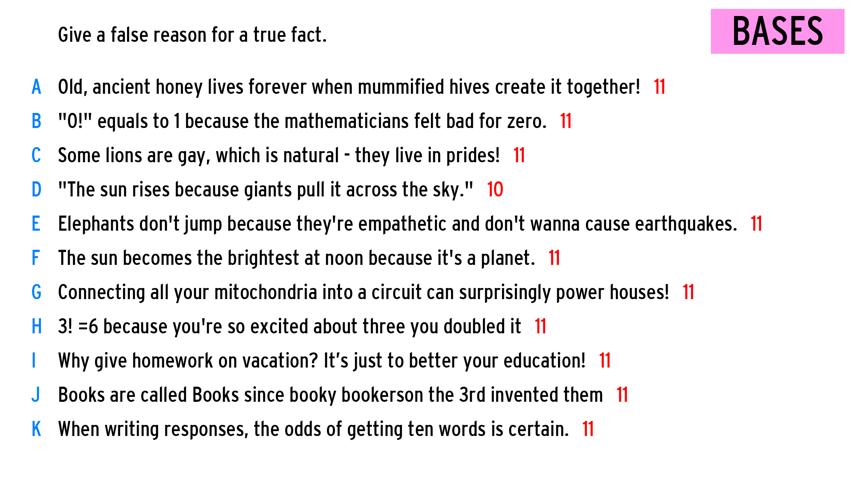 Give a false reason for a true fact.
BASES
A Old, ancient honey lives forever when mummified hives create it together! 11
B "0!" equals to 1 because the mathematicians felt bad for zero. 11
C Some lions are gay, which is natural - they live in prides! 11
D "The sun rises because giants pull it across the sky." 10
E Elephants don't jump because they're empathetic and don't wanna cause earthquakes. 11
F The sun becomes the brightest at noon because it's a planet. 11
G Connecting all your mitochondria into a circuit can surprisingly power houses! 11
H 3! =6 because you're so excited about three you doubled it 11
I Why give homework on vacation? It’s just to better your education! 11
J Books are called Books since booky bookerson the 3rd invented them 11
K When writing responses, the odds of getting ten words is certain. 11